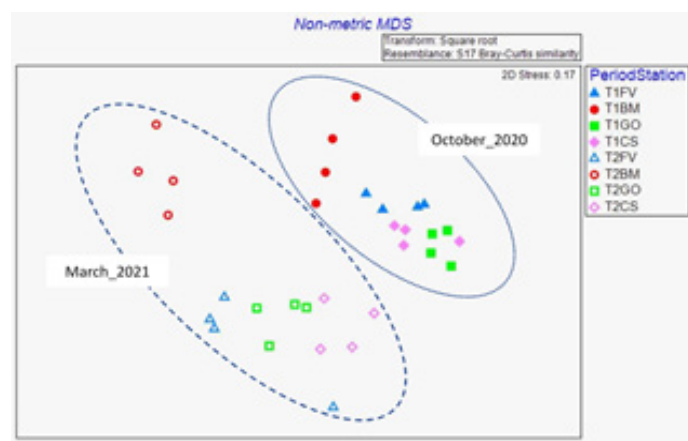 Non-metric MDS
Transform: Square root
Resemblance: S17 Bray-Curtis similarity
2D Stress: 0.17
PeriodStation
T1FV
T1BM
T1GO
T1CS
T2FV
T2BM
T2GO
T2CS
October_2020
March_2021